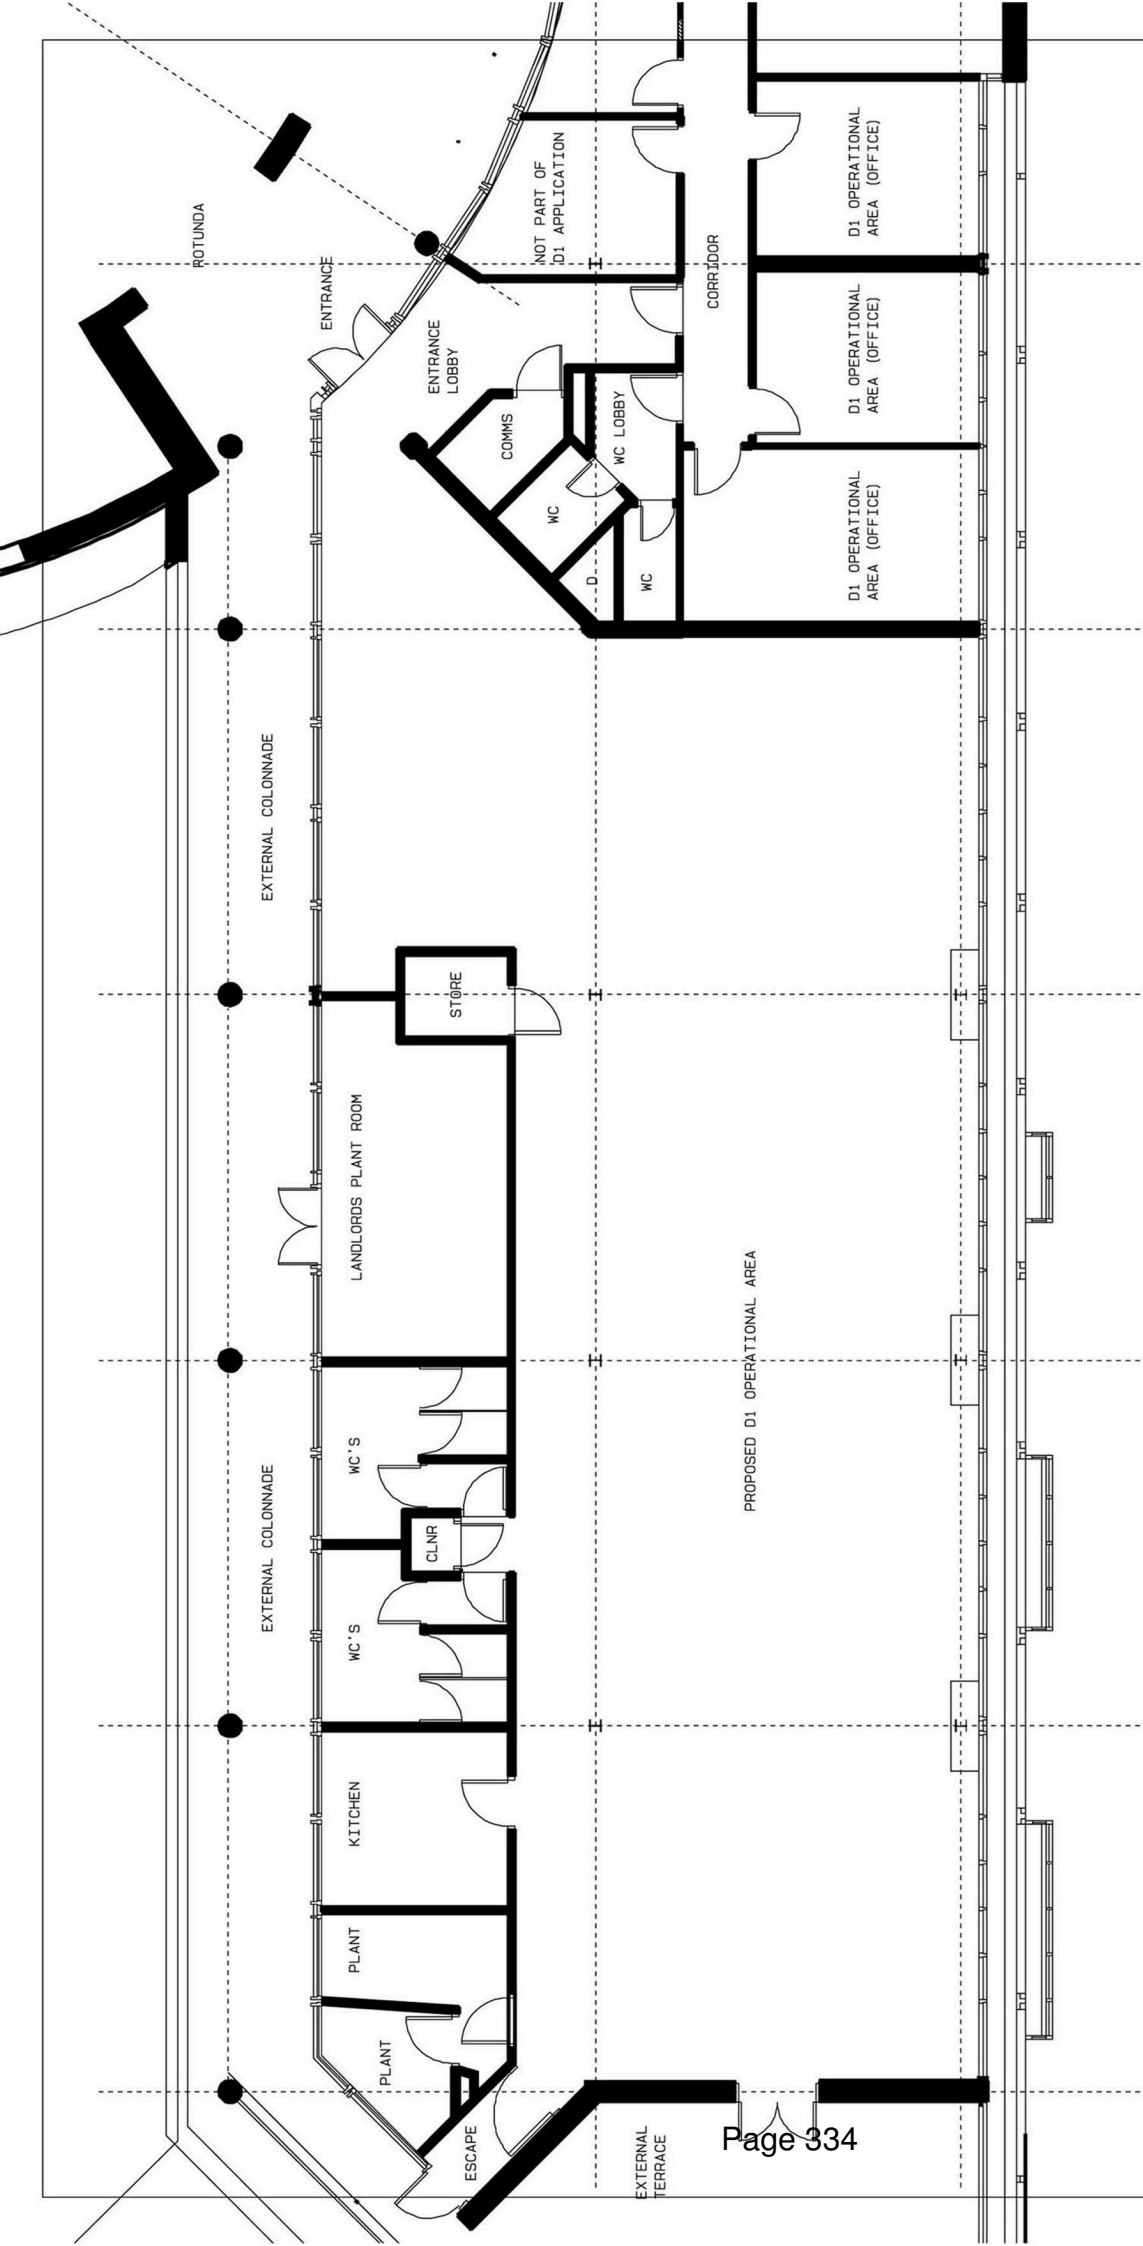 ROTUNDA
ENTRANCE
ENTRANCE
LOBBY
NOT PART OF
D1 APPLICATION
CORRIDOR
D1 OPERATIONAL
AREA (OFFICE)
D1 OPERATIONAL
AREA (OFFICE)
D1 OPERATIONAL
AREA (OFFICE)
COMMS
WC LOBBY
WC
D
WC
EXTERNAL COLONNADE
STORE
LANDLORDS PLANT ROOM
PROPOSED D1 OPERATIONAL AREA
WC'S
CLNR
EXTERNAL COLONNADE
WC'S
KITCHEN
PLANT
PLANT
ESCAPE
EXTERNAL
TERRACE
Page 334